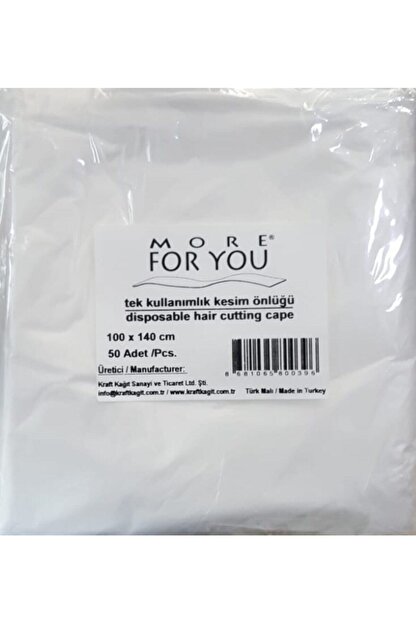 MORE®
FOR YOU
tek kullanımlık kesim önlüğü
disposable hair cutting cape
100 x 140 cm
50 Adet /Pcs.
Üretici / Manufacturer:
Kraft Kağıt Sanayi ve Ticaret Ltd. Şti.
info@kraftkagit.com.tr / www.kraftkagit.com.tr
8 681065 800396
Türk Malı / Made in Turkey